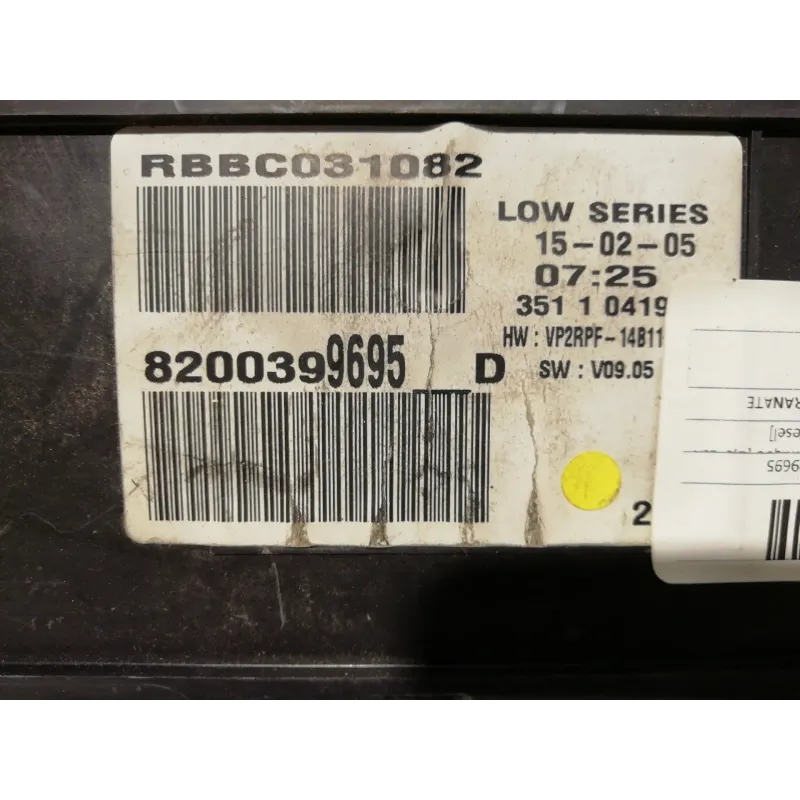 RBBC031082
LOW SERIES
15-02-05
07:25
351 1 0419
HW : VP2RPF-14B11
SW : V09.05
8200399695__D
2
RANATE
esel]
9695